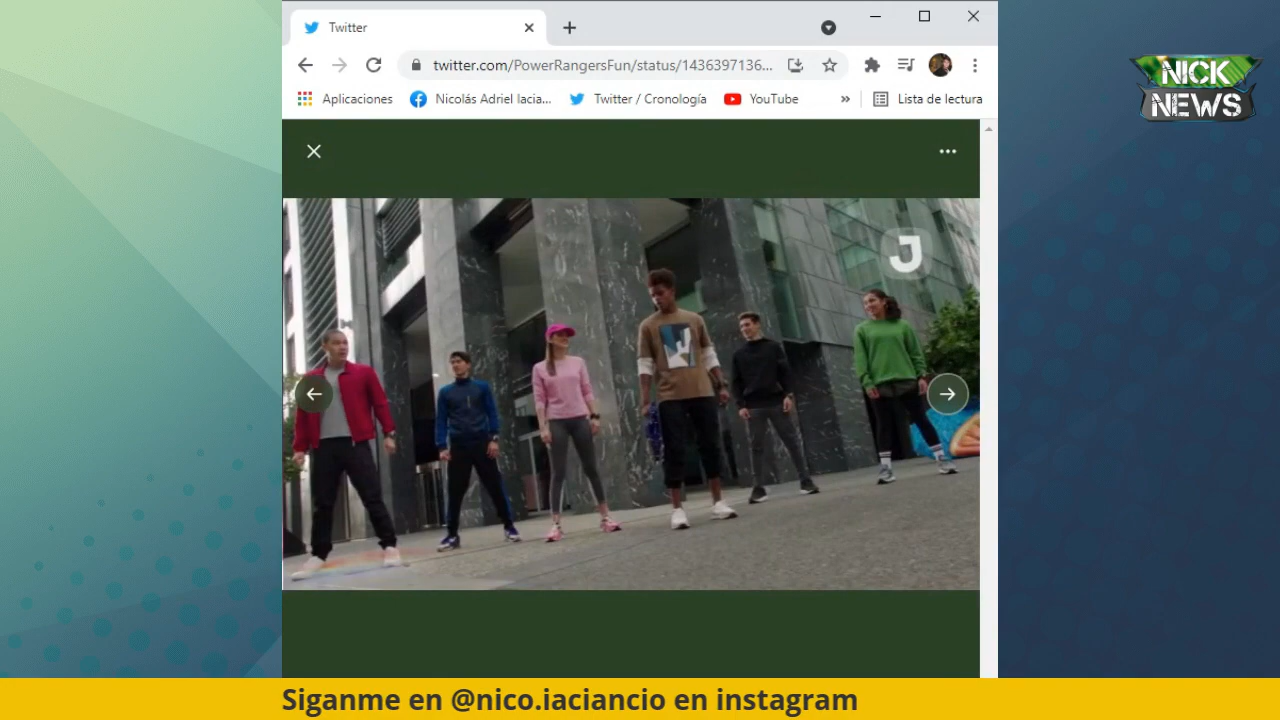 Twitter
twitter.com/PowerRangersFun/status/1436397136...
Aplicaciones
Nicolás Adriel Iacia...
Twitter / Cronología
YouTube
»
Lista de lectura
NICK
NEWS
J
Siganme en @nico.iaciancio en instagram